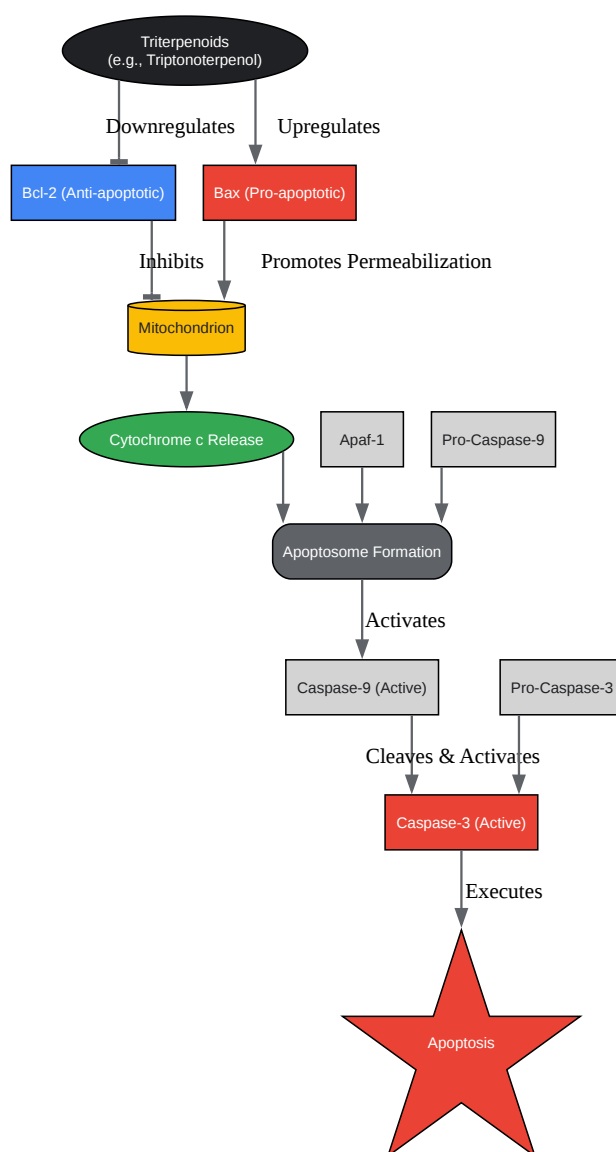 Triterpenoids
(e.g., Triptonoterpenol)
Downregulates
Upregulates
Bcl-2 (Anti-apoptotic)
Bax (Pro-apoptotic)
Inhibits
Promotes Permeabilization
Mitochondrion
Cytochrome c Release
Apaf-1
Pro-Caspase-9
Apoptosome Formation
Activates
Caspase-9 (Active)
Pro-Caspase-3
Cleaves & Activates
Caspase-3 (Active)
Executes
Apoptosis